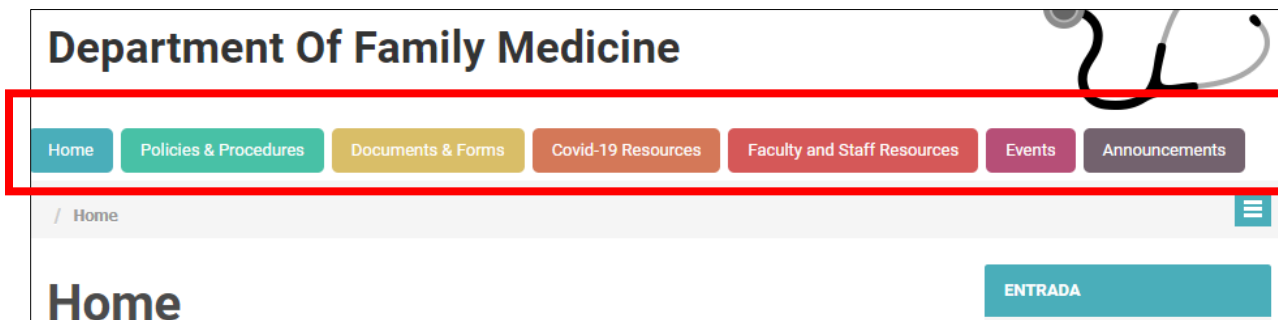 Department Of Family Medicine
Home Policies & Procedures Documents & Forms Covid-19 Resources Faculty and Staff Resources Events Announcements
/ Home
Home
ENTRADA